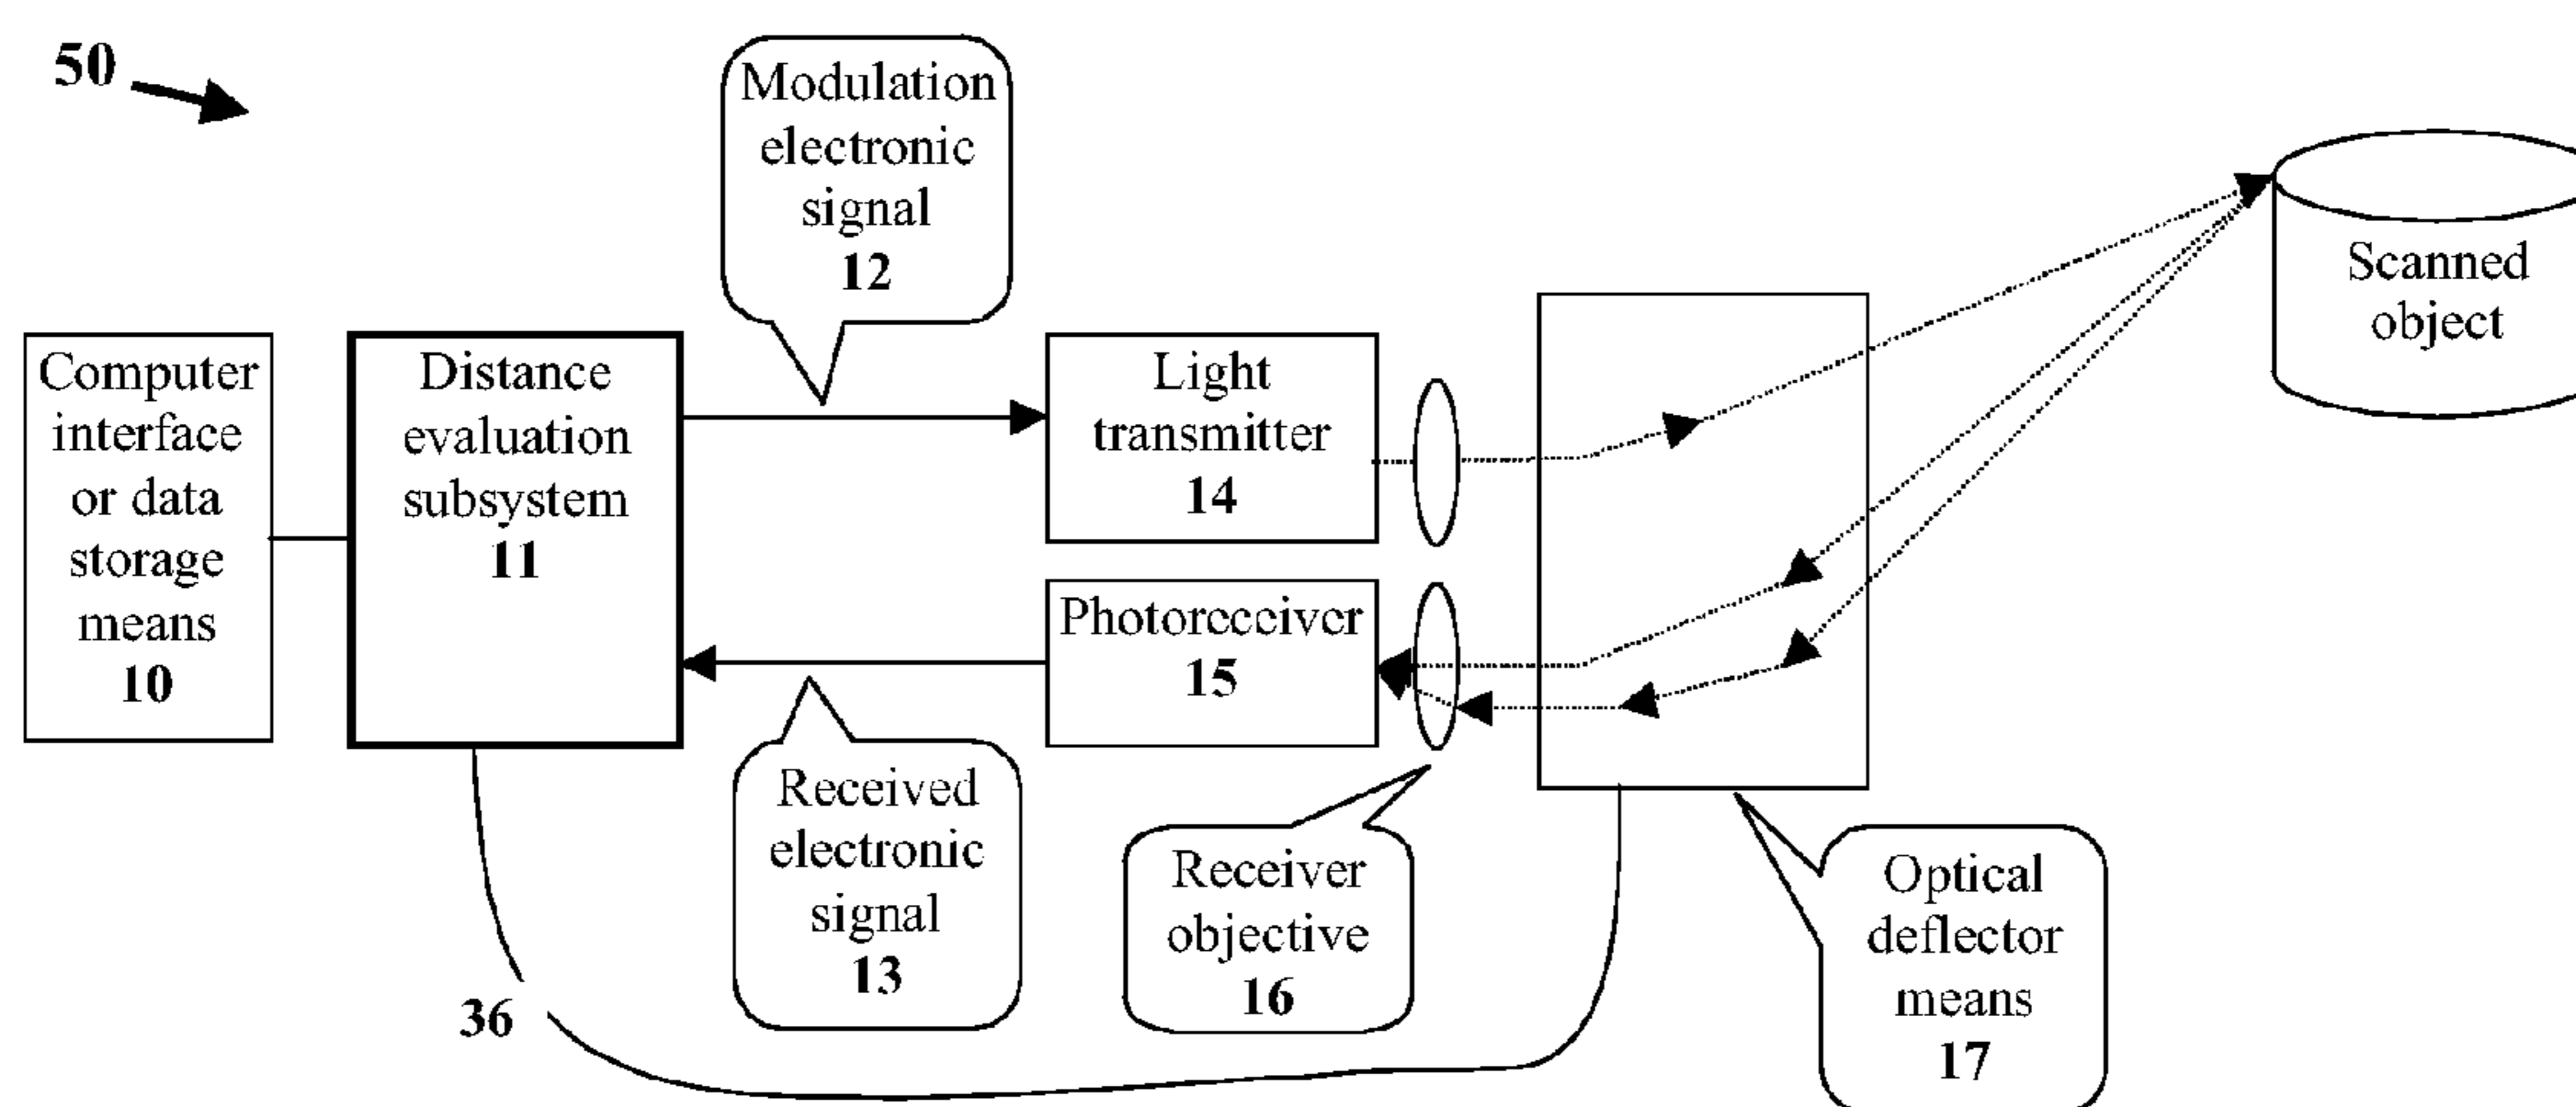 50
Modulation
electronic
signal
12
Scanned
object
Computer
interface
or data
storage
means
10
Distance
evaluation
subsystem
11
Light
transmitter
14
Photoreceiver
15
Received
electronic
signal
13
Receiver
objective
16
Optical
deflector
means
17
36